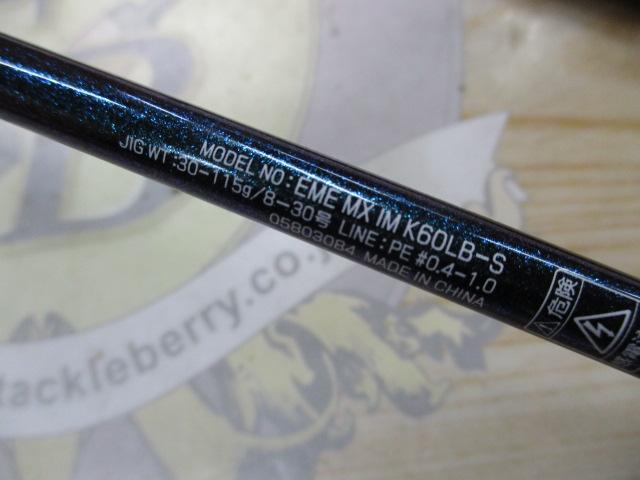 MODEL NO : EME MX IM K60LB-S
JIG WT : 30-115g/8-30号 LINE : PE #0.4-1.0
05803084 MADE IN CHINA
危険
tackleberry.co.